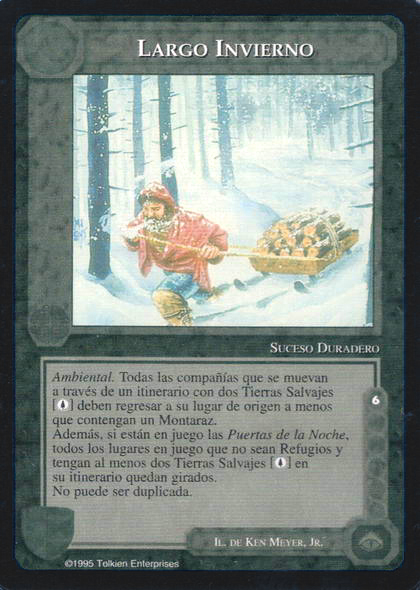 LARGO INVIERNO
SUCESO DURADERO
Ambiental. Todas las compañías que se muevan
a través de un itinerario con dos Tierras Salvajes
[ ] deben regresar a su lugar de origen a menos
que contengan un Montaraz.
Además, si están en juego las Puertas de la Noche,
todos los lugares en juego que no sean Refugios y
tengan al menos dos Tierras Salvajes [ ] en
su itinerario quedan girados.
No puede ser duplicada.
6
IL. DE KEN MEYER, JR.
©1995 Tolkien Enterprises